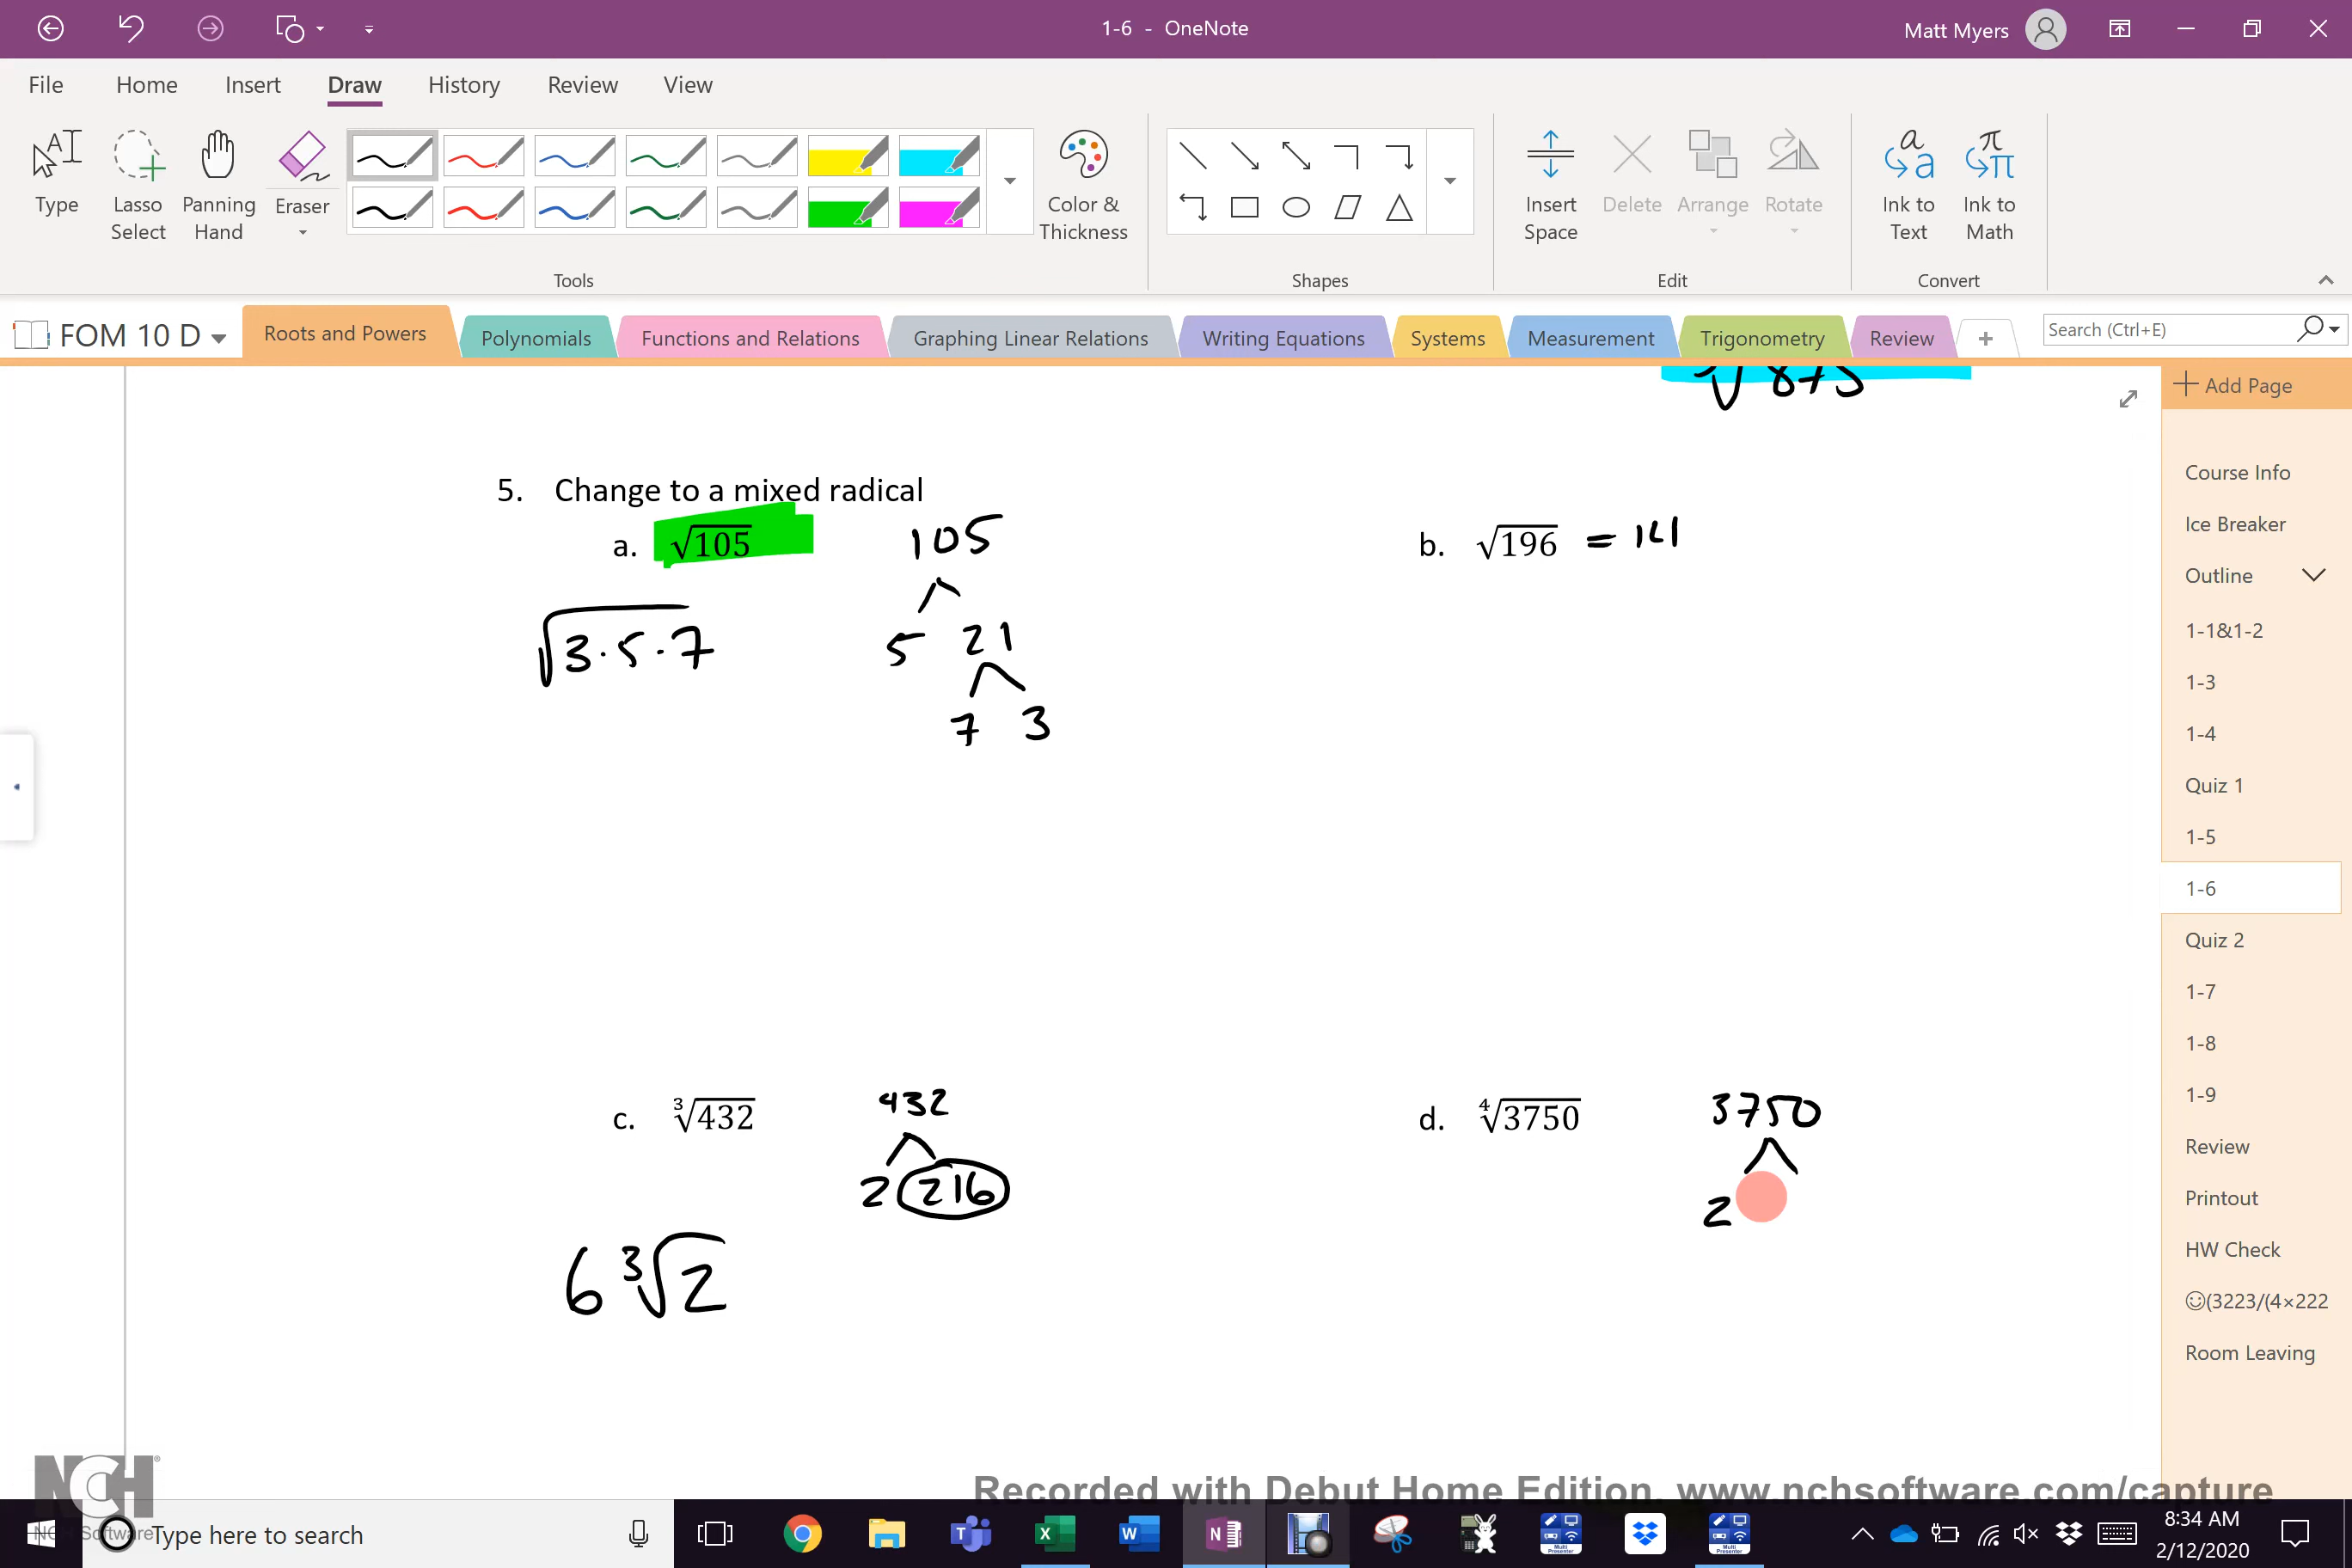 1-6 - OneNote
Matt Myers
File Home Insert Draw History Review View
Type
Lasso Select
Panning Hand
Eraser
Color & Thickness
Insert Space
Delete
Arrange
Rotate
Ink to Text
Ink to Math
Tools
Shapes
Edit
Convert
FOM 10 D
Roots and Powers
Polynomials
Functions and Relations
Graphing Linear Relations
Writing Equations
Systems
Measurement
Trigonometry
Review
+
Search (Ctrl+E)
Add Page
Course Info
Ice Breaker
Outline
1-1&1-2
1-3
1-4
Quiz 1
1-5
1-6
Quiz 2
1-7
1-8
1-9
Review
Printout
HW Check
☺(3223/(4×222
Room Leaving
5. Change to a mixed radical
a. √105
105
5 21
7 3
√3·5·7
b. √196 = 14
c. ∛432
432
2 216
6 ∛2
d. ∜3750
3750
2
NCH®
NCH Software
Recorded with Debut Home Edition. www.nchsoftware.com/capture
Type here to search
8:34 AM
2/12/2020